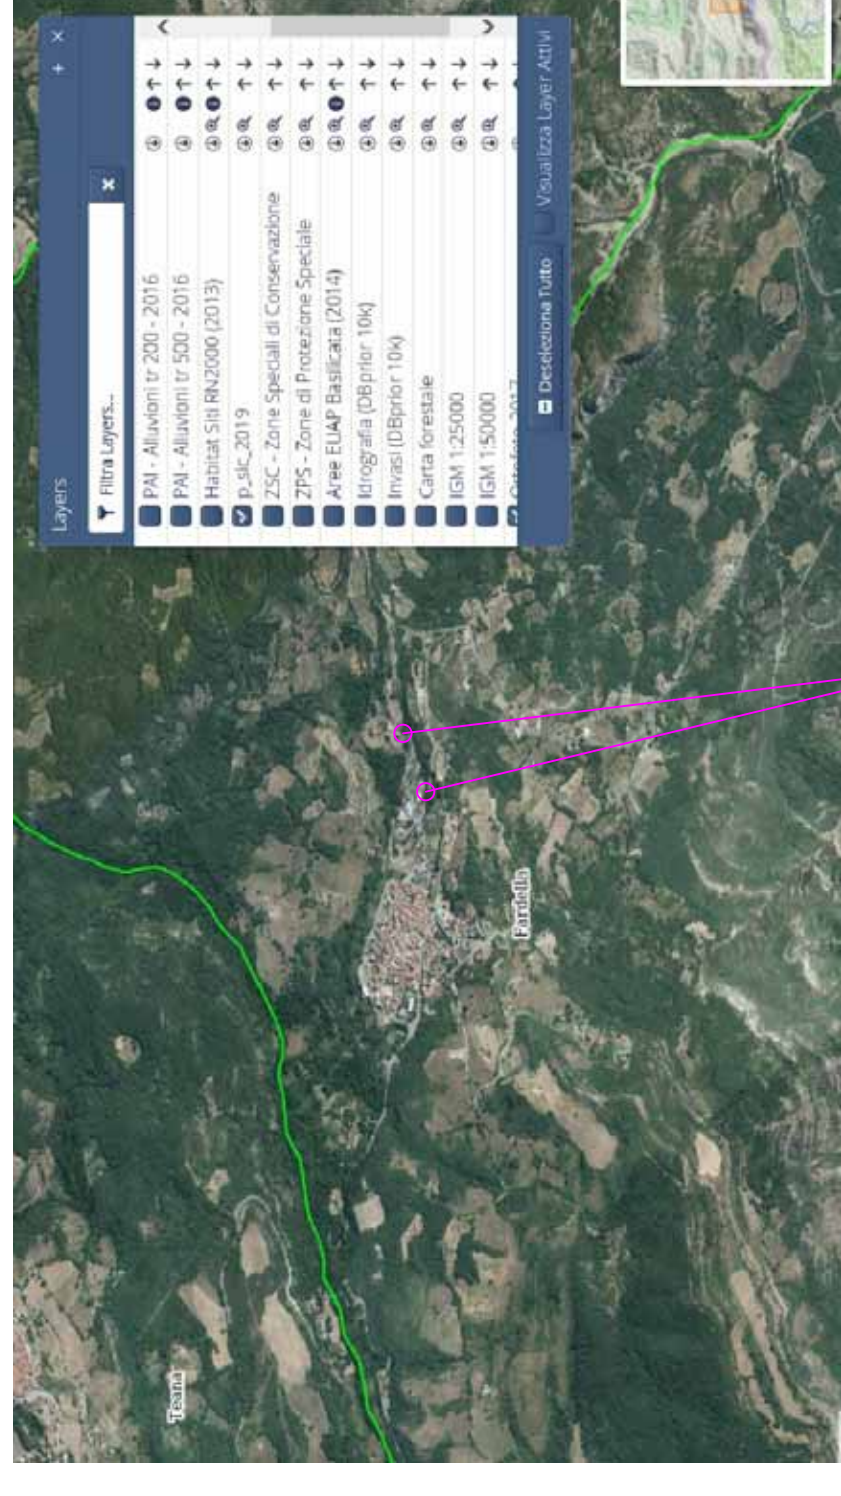 Layers
+ ×
Filtra Layers...
PAI - Alluvioni tr 200 - 2016
PAI - Alluvioni tr 500 - 2016
Habitat Siti RN2000 (2013)
p_sic_2019
ZSC - Zone Speciali di Conservazione
ZPS - Zone di Protezione Speciale
Aree EUAP Basilicata (2014)
Idrografia (DBprior 10k)
Invasi (DBprior 10k)
Carta forestale
IGM 1:25000
IGM 1:50000
Ortofoto 2017
Deseleziona Tutto
Visualizza Layer Attivi
Fardella
Teana